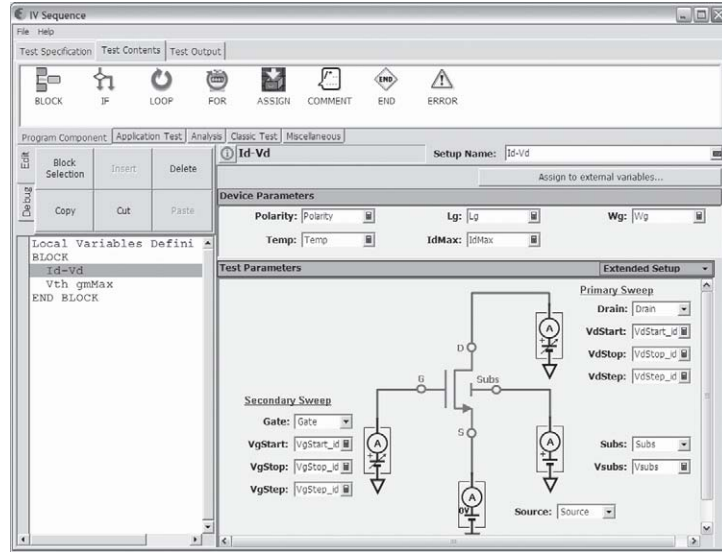 IV Sequence
File Help
Test Specification Test Contents Test Output
BLOCK IF LOOP FOR ASSIGN COMMENT END ERROR
END
Program Component Application Test Analysis Classic Test Miscellaneous
Edit
Debug
Block Selection Insert Delete
Copy Cut Paste
Local Variables Defini
BLOCK
Id-Vd
Vth gmMax
END BLOCK
Id-Vd Setup Name: Id-Vd
Assign to external variables...
Device Parameters
Polarity: Polarity Lg: Lg Wg: Wg
Temp: Temp IdMax: IdMax
Test Parameters Extended Setup
Primary Sweep
Drain: Drain
VdStart: VdStart_id
VdStop: VdStop_id
VdStep: VdStep_id
A
D
G
Subs
S
Secondary Sweep
Gate: Gate
VgStart: VgStart_id
VgStop: VgStop_id
VgStep: VgStep_id
A
A
Subs: Subs
Vsubs: Vsubs
A
0V
Source: Source